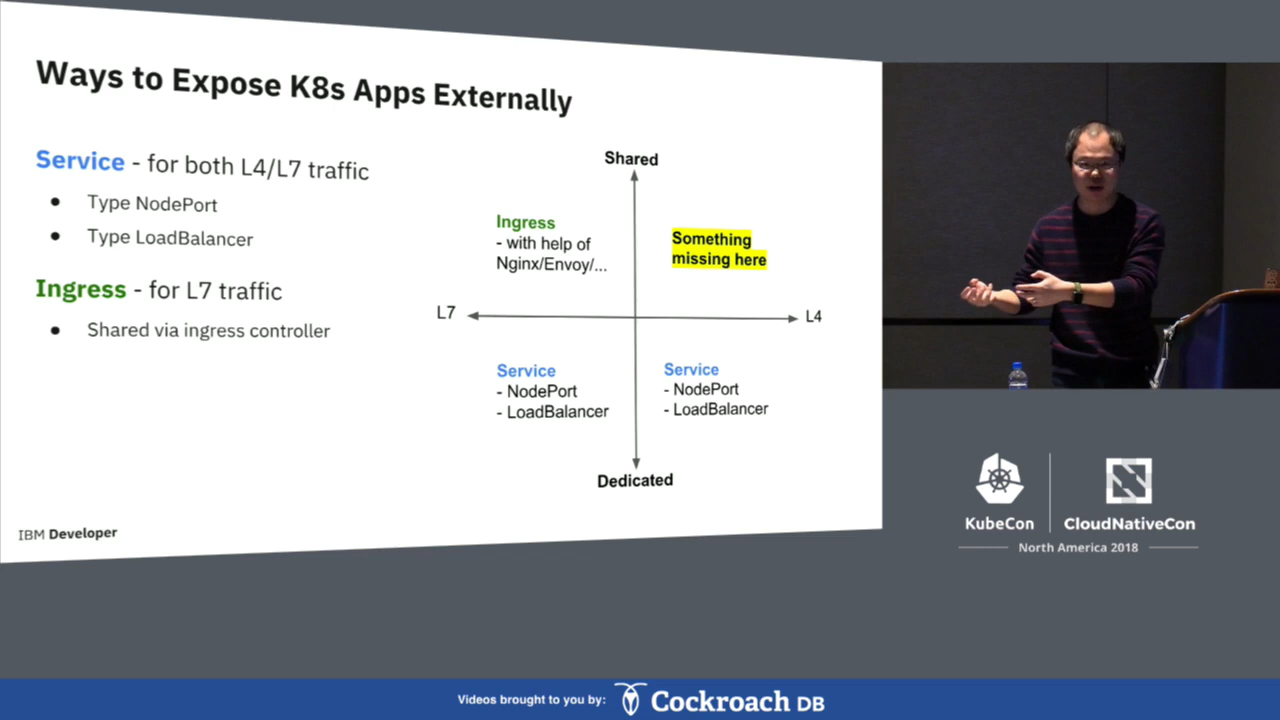 Ways to Expose K8s Apps Externally
Service - for both L4/L7 traffic
● Type NodePort
● Type LoadBalancer
Ingress - for L7 traffic
● Shared via ingress controller
Shared
Ingress
- with help of
Nginx/Envoy/...
Something
missing here
L7
L4
Service
- NodePort
- LoadBalancer
Service
- NodePort
- LoadBalancer
Dedicated
IBM Developer
KubeCon
CloudNativeCon
North America 2018
Videos brought to you by:
Cockroach DB